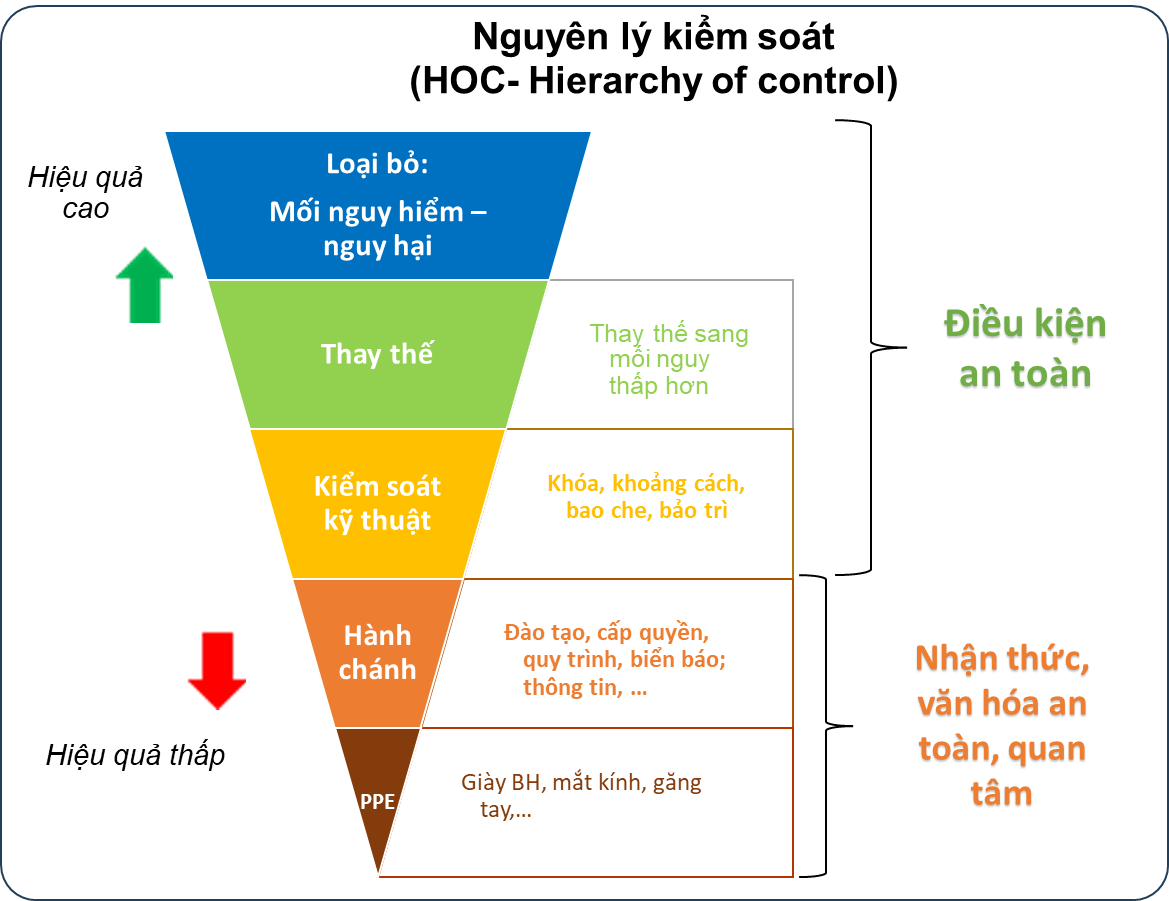 Nguyên lý kiểm soát
(HOC- Hierarchy of control)
Hiệu quả
cao
Loại bỏ:
Mối nguy hiểm –
nguy hại
Thay thế
Thay thế sang
mối nguy
thấp hơn
Điều kiện
an toàn
Kiểm soát
kỹ thuật
Khóa, khoảng cách,
bao che, bảo trì
Hành
chánh
Đào tạo, cấp quyền,
quy trình, biển báo;
thông tin, ...
Nhận thức,
văn hóa an
toàn, quan
tâm
Hiệu quả thấp
PPE
Giày BH, mắt kính, găng
tay,...